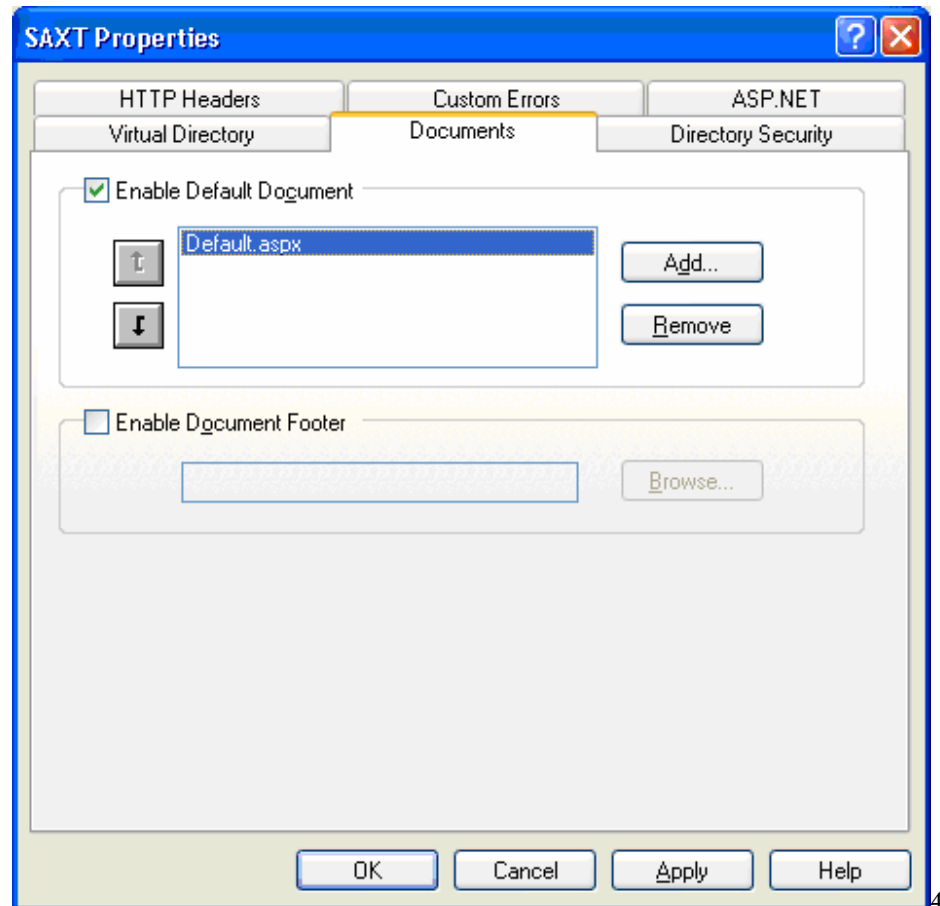 SAXT Properties
HTTP Headers Custom Errors ASP.NET
Virtual Directory Documents Directory Security
Enable Default Document
Default.aspx
Add...
Remove
Enable Document Footer
Browse...
OK Cancel Apply Help
4